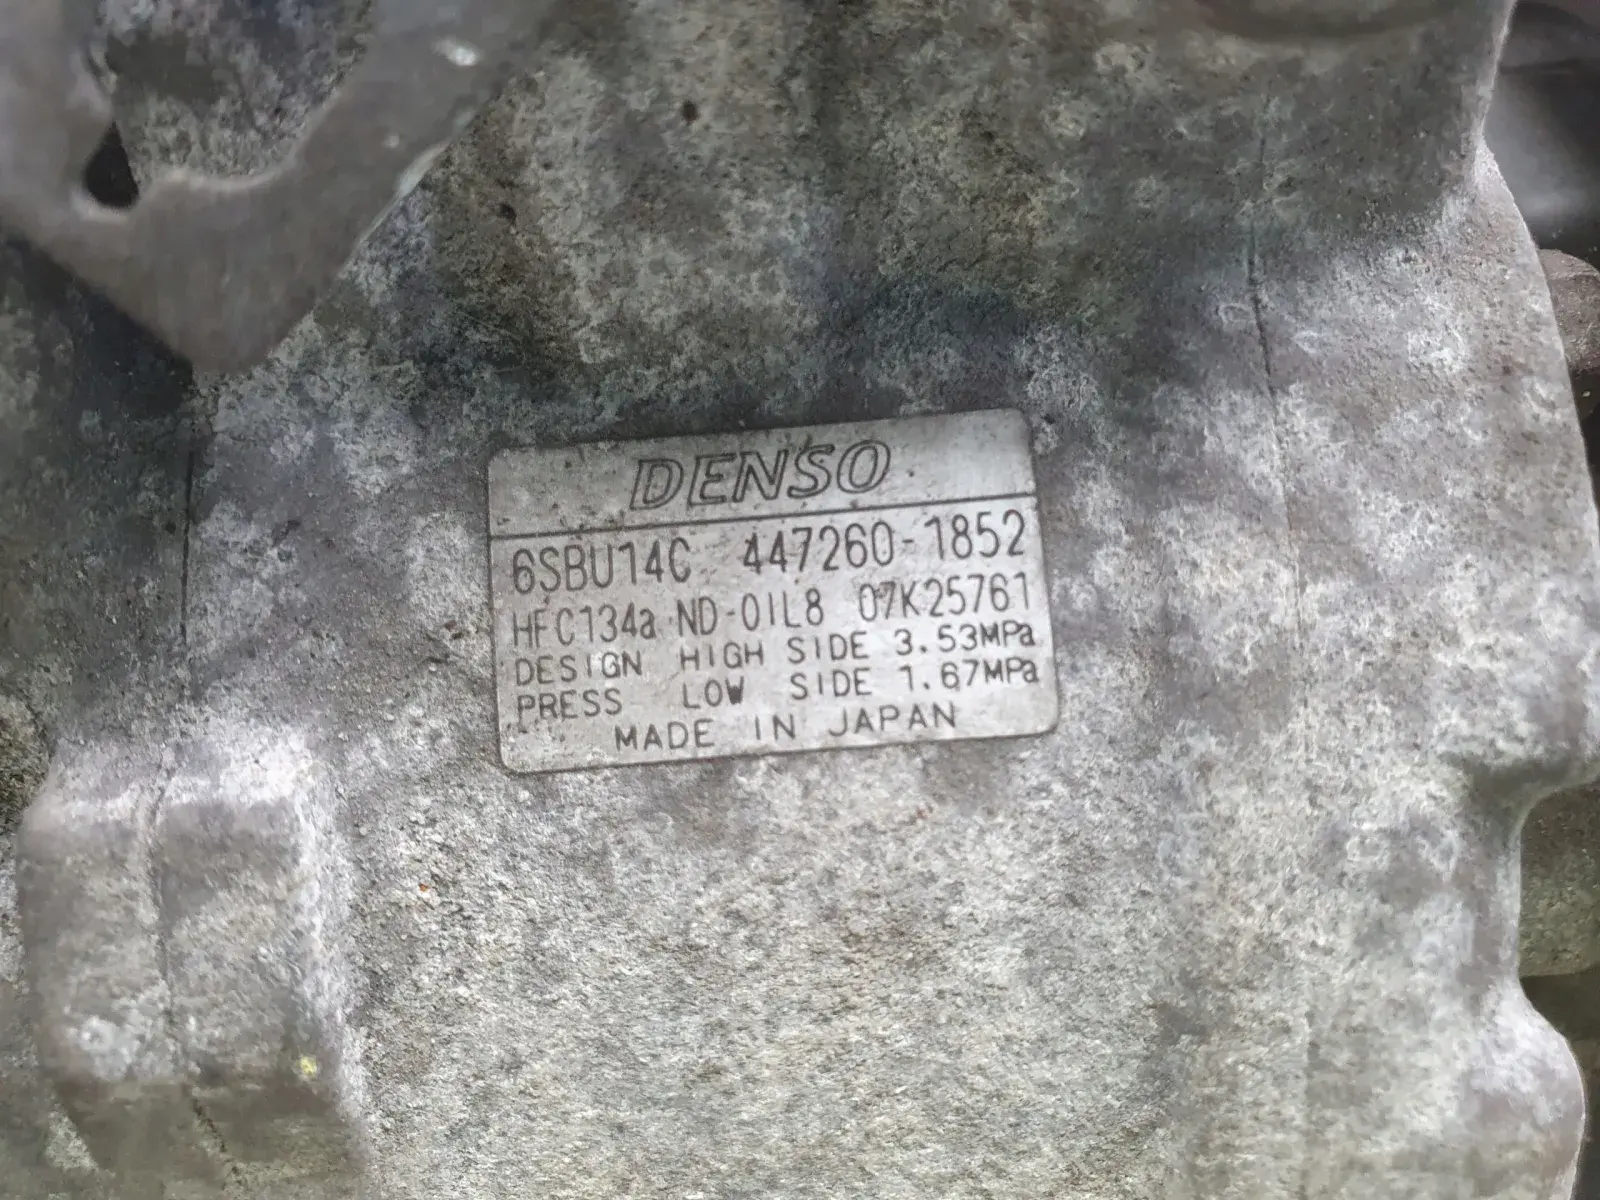 DENSO
6SBU14C 447260-1852
HFC134a ND-OIL8 07K25761
DESIGN HIGH SIDE 3.53MPa
PRESS LOW SIDE 1.67MPa
MADE IN JAPAN